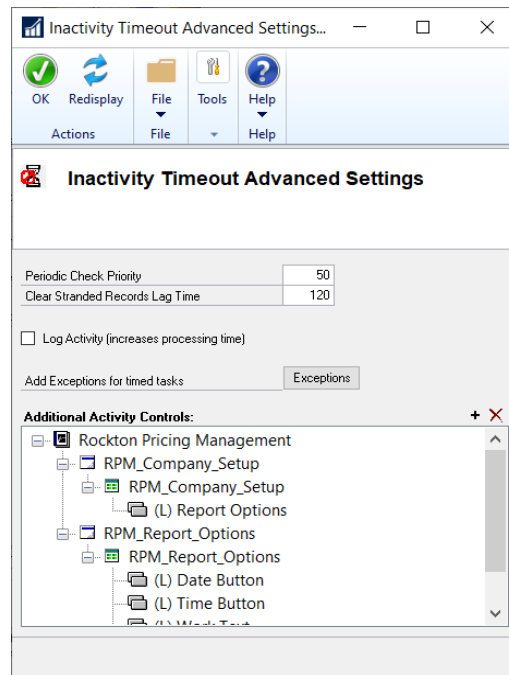 Inactivity Timeout Advanced Settings...
OK
Redisplay
File
Tools
Help
Actions
File
Help
Inactivity Timeout Advanced Settings
Periodic Check Priority 50
Clear Stranded Records Lag Time 120
Log Activity (increases processing time)
Add Exceptions for timed tasks Exceptions
Additional Activity Controls:
Rockton Pricing Management
RPM_Company_Setup
RPM_Company_Setup
(L) Report Options
RPM_Report_Options
RPM_Report_Options
(L) Date Button
(L) Time Button
(L) Work Text